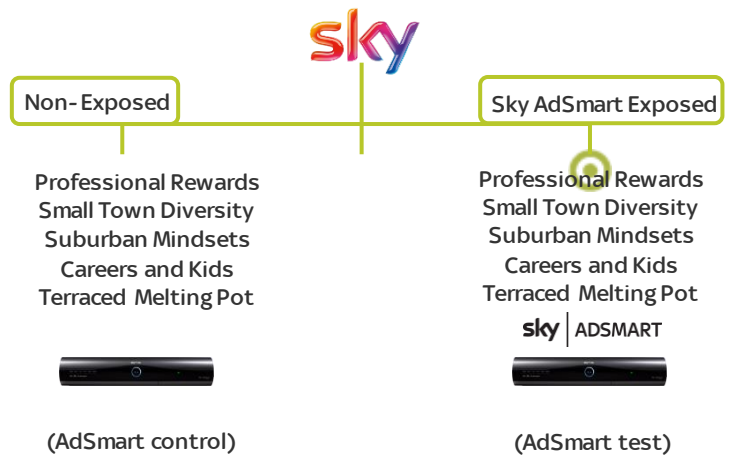 sky
Non-Exposed
Sky AdSmart Exposed
Professional Rewards
Small Town Diversity
Suburban Mindsets
Careers and Kids
Terraced Melting Pot
(AdSmart control)
Professional Rewards
Small Town Diversity
Suburban Mindsets
Careers and Kids
Terraced Melting Pot
sky ADSMART
(AdSmart test)